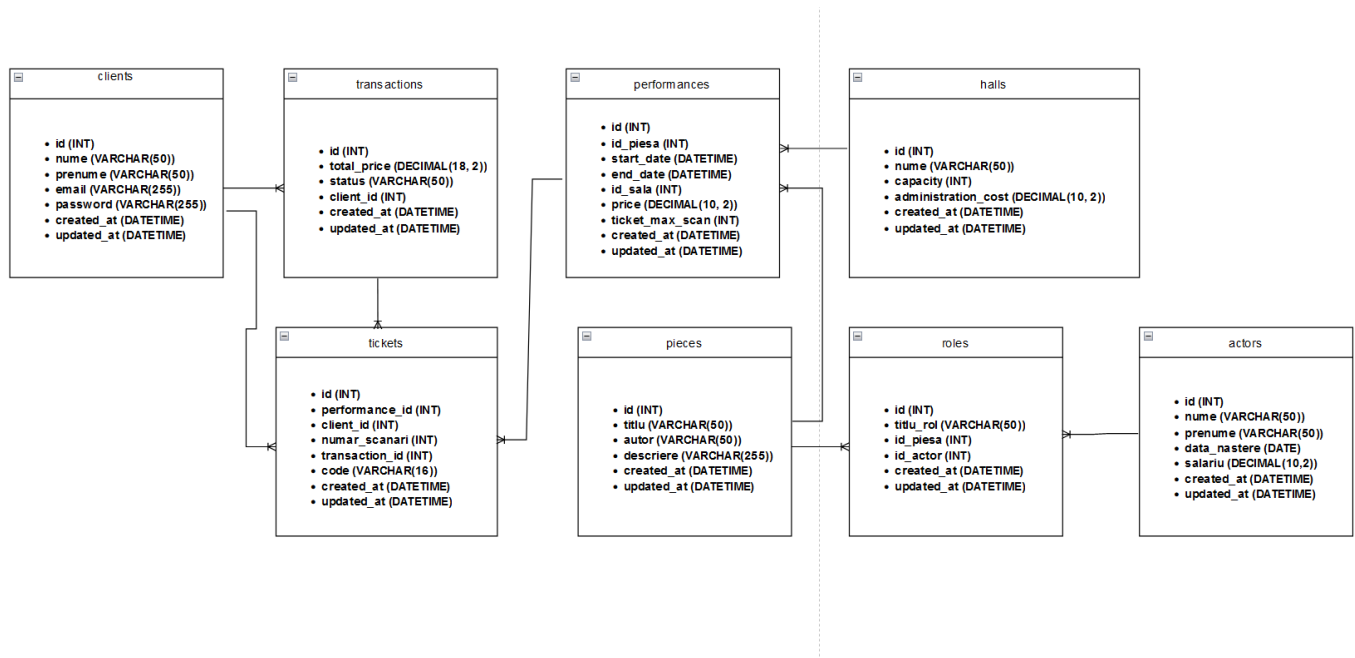 clients
id (INT)
nume (VARCHAR(50))
prenume (VARCHAR(50))
email (VARCHAR(255))
password (VARCHAR(255))
created_at (DATETIME)
updated_at (DATETIME)
transactions
id (INT)
total_price (DECIMAL(18, 2))
status (VARCHAR(50))
client_id (INT)
created_at (DATETIME)
updated_at (DATETIME)
performances
id (INT)
id_piesa (INT)
start_date (DATETIME)
end_date (DATETIME)
id_sala (INT)
price (DECIMAL(10, 2))
ticket_max_scan (INT)
created_at (DATETIME)
updated_at (DATETIME)
halls
id (INT)
nume (VARCHAR(50))
capacity (INT)
administration_cost (DECIMAL(10, 2))
created_at (DATETIME)
updated_at (DATETIME)
tickets
id (INT)
performance_id (INT)
client_id (INT)
numar_scanari (INT)
transaction_id (INT)
code (VARCHAR(16))
created_at (DATETIME)
updated_at (DATETIME)
pieces
id (INT)
titlu (VARCHAR(50))
autor (VARCHAR(50))
descriere (VARCHAR(255))
created_at (DATETIME)
updated_at (DATETIME)
roles
id (INT)
titlu_rol (VARCHAR(50))
id_piesa (INT)
id_actor (INT)
created_at (DATETIME)
updated_at (DATETIME)
actors
id (INT)
nume (VARCHAR(50))
prenume (VARCHAR(50))
data_nastere (DATE)
salariu (DECIMAL(10,2))
created_at (DATETIME)
updated_at (DATETIME)